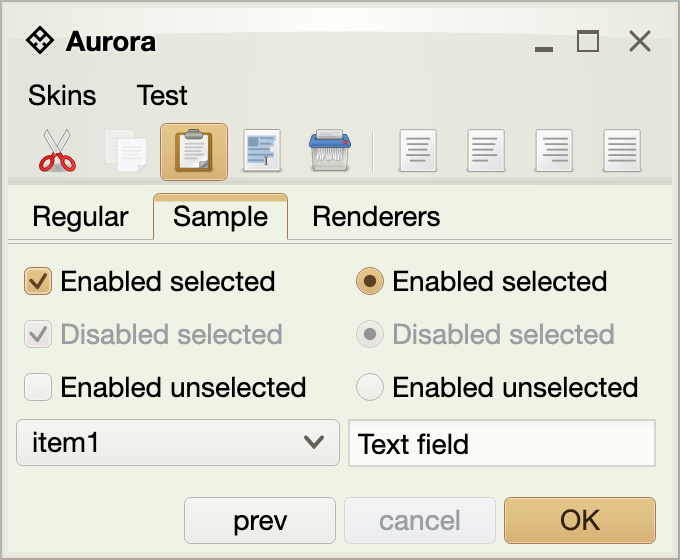 Aurora
Skins Test
Regular Sample Renderers
Enabled selected Enabled selected
Disabled selected Disabled selected
Enabled unselected Enabled unselected
item1 Text field
prev cancel OK